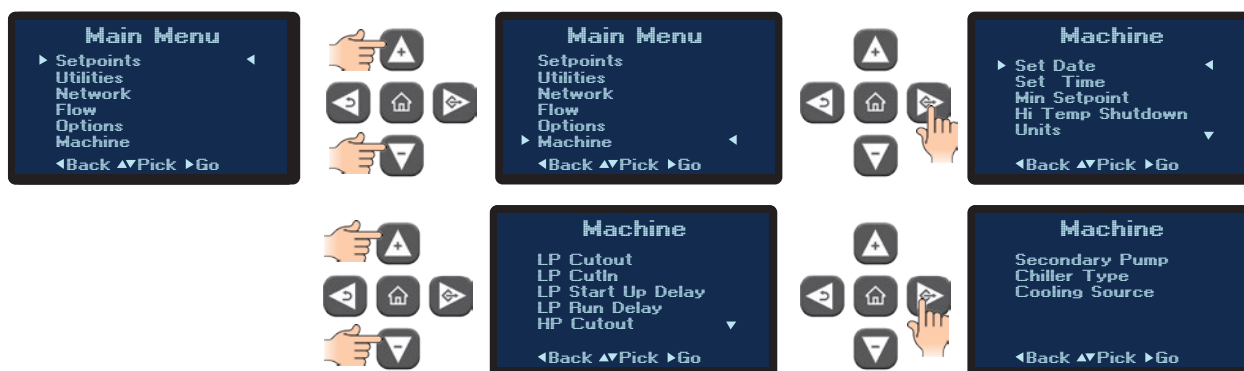 Main Menu
Setpoints
Utilities
Network
Flow
Options
Machine
Back Pick Go
Main Menu
Setpoints
Utilities
Network
Flow
Options
Machine
Back Pick Go
Machine
Set Date
Set Time
Min Setpoint
Hi Temp Shutdown
Units
Back Pick Go
Machine
LP Cutout
LP CutIn
LP Start Up Delay
LP Run Delay
HP Cutout
Back Pick Go
Machine
Secondary Pump
Chiller Type
Cooling Source
Back Pick Go